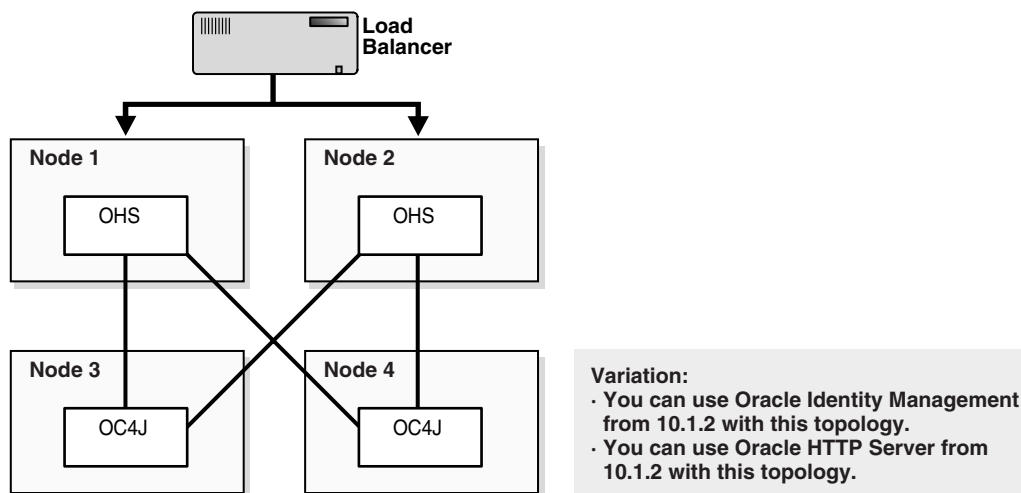 Load
Balancer
Node 1
Node 2
OHS
OHS
Node 3
Node 4
OC4J
OC4J
Variation:
· You can use Oracle Identity Management
from 10.1.2 with this topology.
· You can use Oracle HTTP Server from
10.1.2 with this topology.